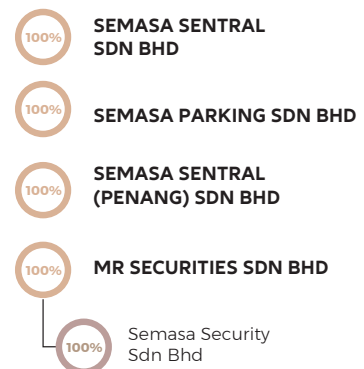 100%
SEMASA SENTRAL
SDN BHD
100%
SEMASA PARKING SDN BHD
100%
SEMASA SENTRAL
(PENANG) SDN BHD
100%
MR SECURITIES SDN BHD
100%
Semasa Security
Sdn Bhd